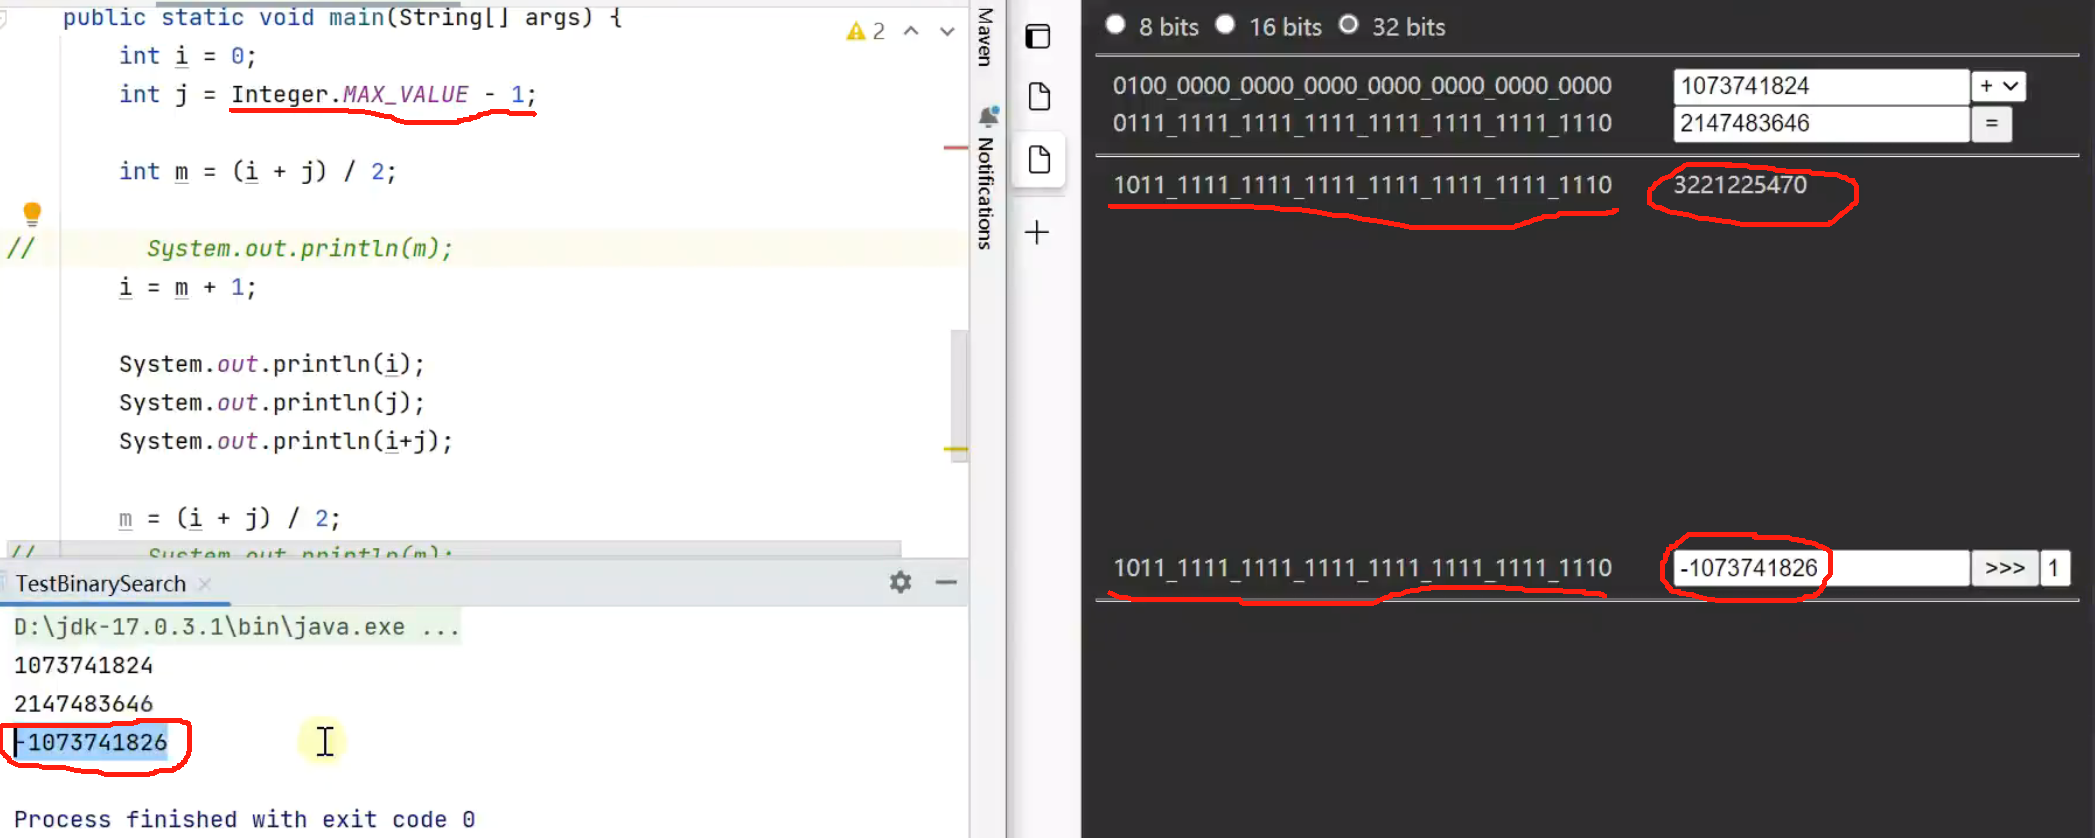 public static void main(String[] args) {
int i = 0;
int j = Integer.MAX_VALUE - 1;
int m = (i + j) / 2;
// System.out.println(m);
i = m + 1;
System.out.println(i);
System.out.println(j);
System.out.println(i+j);
m = (i + j) / 2;
// System.out.println(m);
2
Maven
Notifications
TestBinarySearch
D:\jdk-17.0.3.1\bin\java.exe ...
1073741824
2147483646
-1073741826
Process finished with exit code 0
8 bits 16 bits 32 bits
0100_0000_0000_0000_0000_0000_0000_0000 1073741824 +
0111_1111_1111_1111_1111_1111_1111_1110 2147483646 =
1011_1111_1111_1111_1111_1111_1111_1110 3221225470
1011_1111_1111_1111_1111_1111_1111_1110 -1073741826 >>> 1